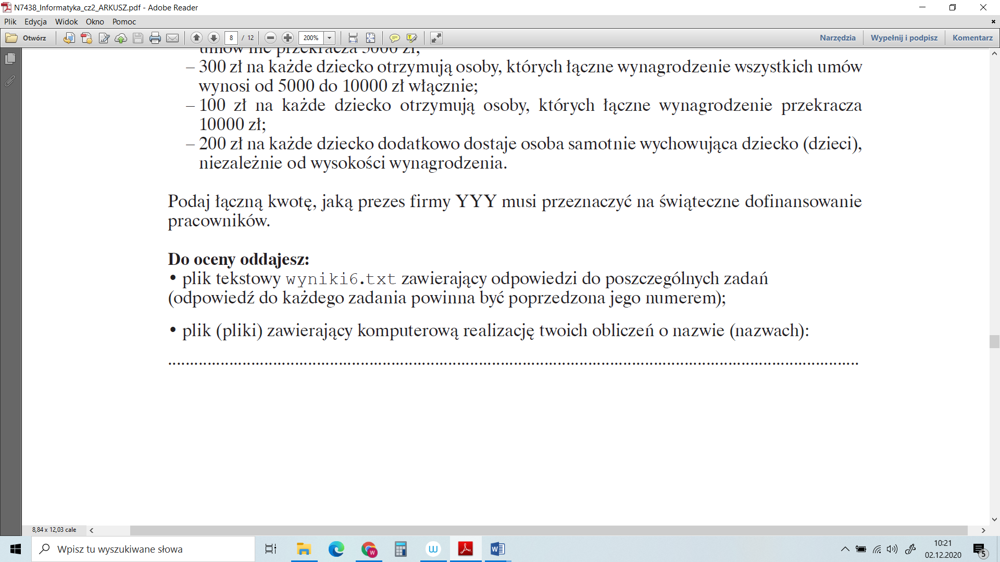 N7438_Informatyka_cz2_ARKUSZ.pdf - Adobe Reader
Plik Edycja Widok Okno Pomoc
Otwórz 8 / 12 200% Narzędzia Wypełnij i podpisz Komentarz
umów nie przekracza 5000 zł;
– 300 zł na każde dziecko otrzymują osoby, których łączne wynagrodzenie wszystkich umów
wynosi od 5000 do 10000 zł włącznie;
– 100 zł na każde dziecko otrzymują osoby, których łączne wynagrodzenie przekracza
10000 zł;
– 200 zł na każde dziecko dodatkowo dostaje osoba samotnie wychowująca dziecko (dzieci),
niezależnie od wysokości wynagrodzenia.
Podaj łączną kwotę, jaką prezes firmy YYY musi przeznaczyć na świąteczne dofinansowanie
pracowników.
Do oceny oddajesz:
• plik tekstowy wyniki6.txt zawierający odpowiedzi do poszczególnych zadań
(odpowiedź do każdego zadania powinna być poprzedzona jego numerem);
• plik (pliki) zawierający komputerową realizację twoich obliczeń o nazwie (nazwach):
8,84 x 12,03 cale
Wpisz tu wyszukiwane słowa
10:21
02.12.2020
5